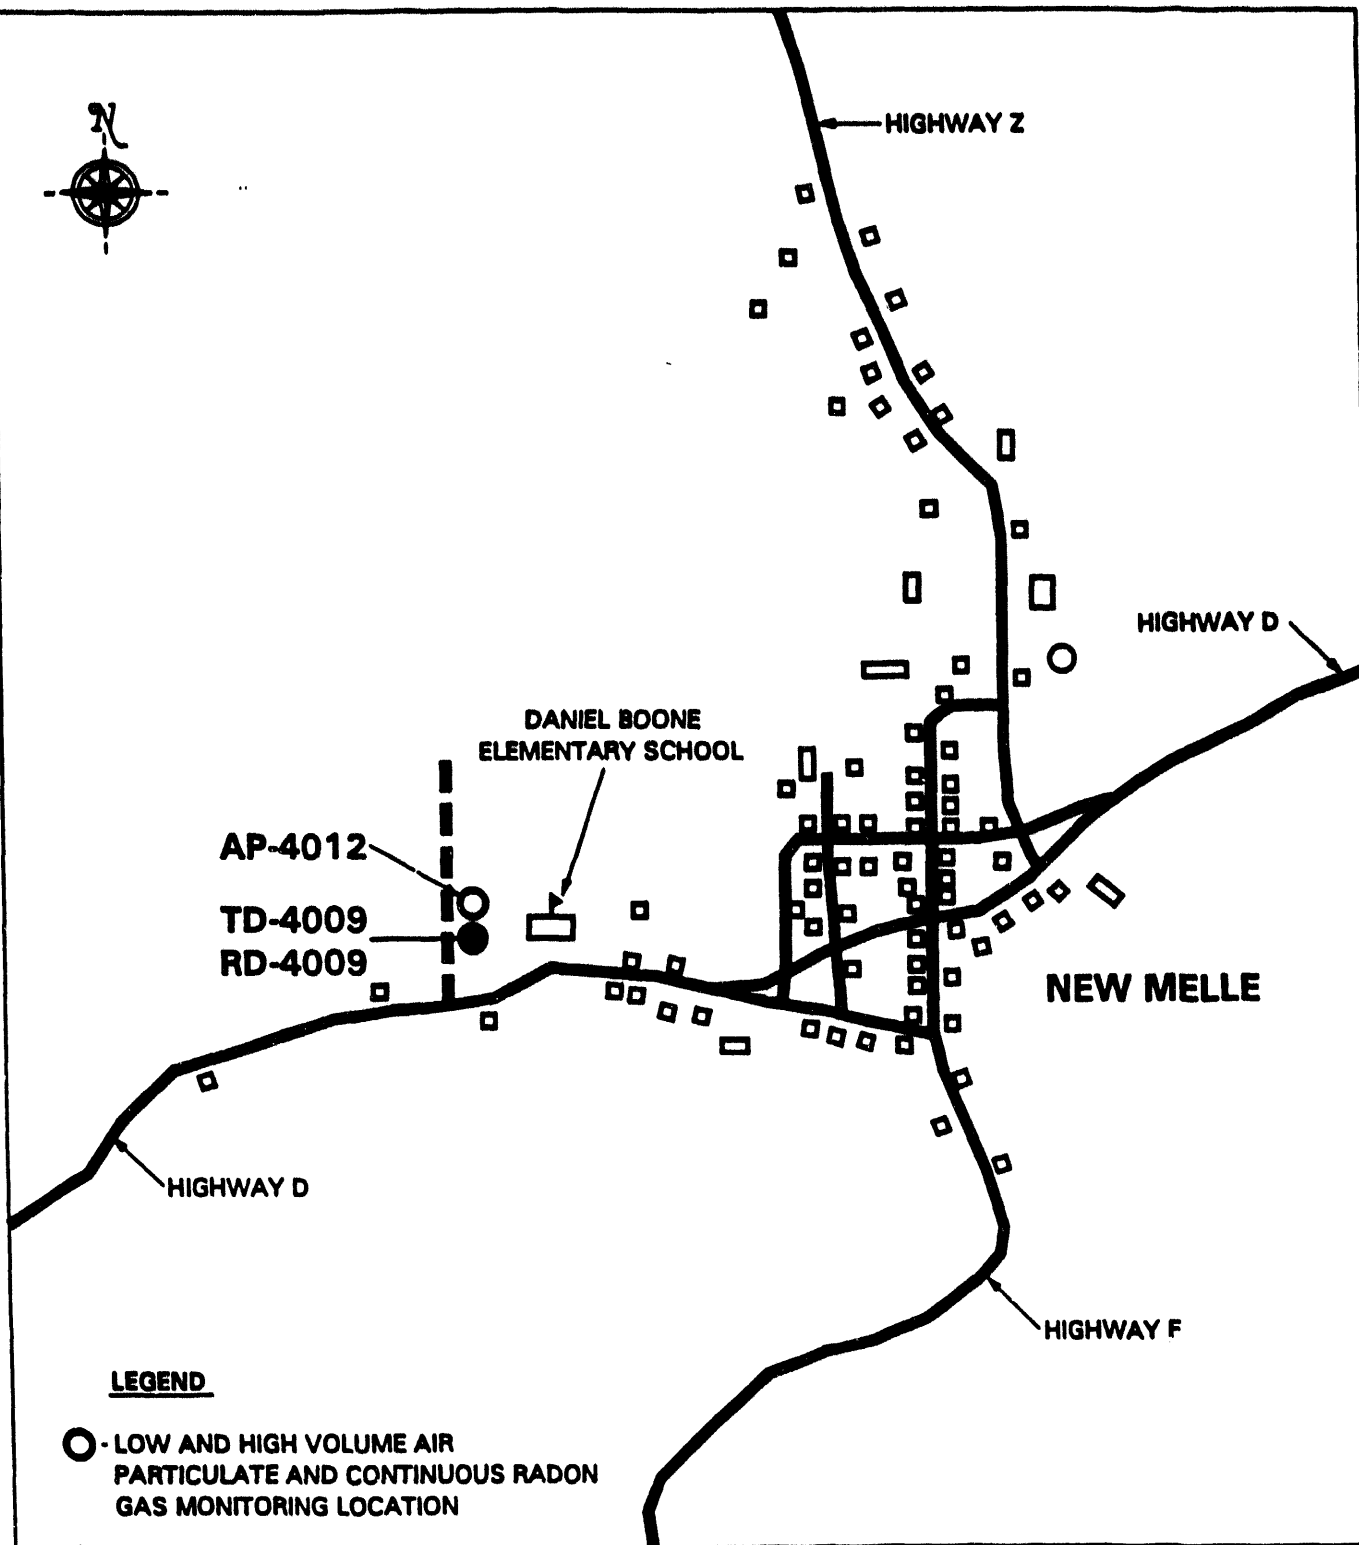 N
HIGHWAY Z
HIGHWAY D
DANIEL BOONE
ELEMENTARY SCHOOL
AP-4012
TD-4009
RD-4009
NEW MELLE
HIGHWAY D
HIGHWAY F
LEGEND
- LOW AND HIGH VOLUME AIR
PARTICULATE AND CONTINUOUS RADON
GAS MONITORING LOCATION